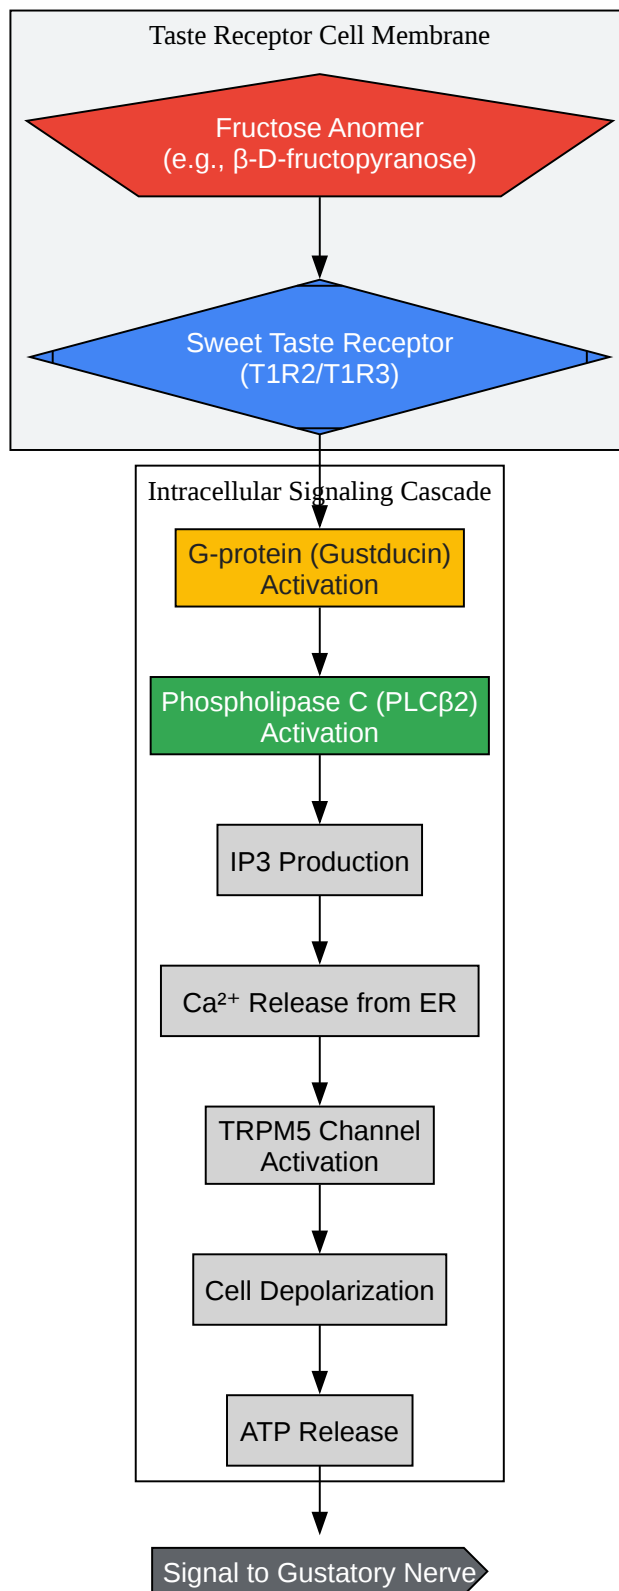 Taste Receptor Cell Membrane
Fructose Anomer
(e.g., β-D-fructopyranose)
Sweet Taste Receptor
(T1R2/T1R3)
Intracellular Signaling Cascade
G-protein (Gustducin)
Activation
Phospholipase C (PLCβ2)
Activation
IP3 Production
Ca²⁺ Release from ER
TRPM5 Channel
Activation
Cell Depolarization
ATP Release
Signal to Gustatory Nerve